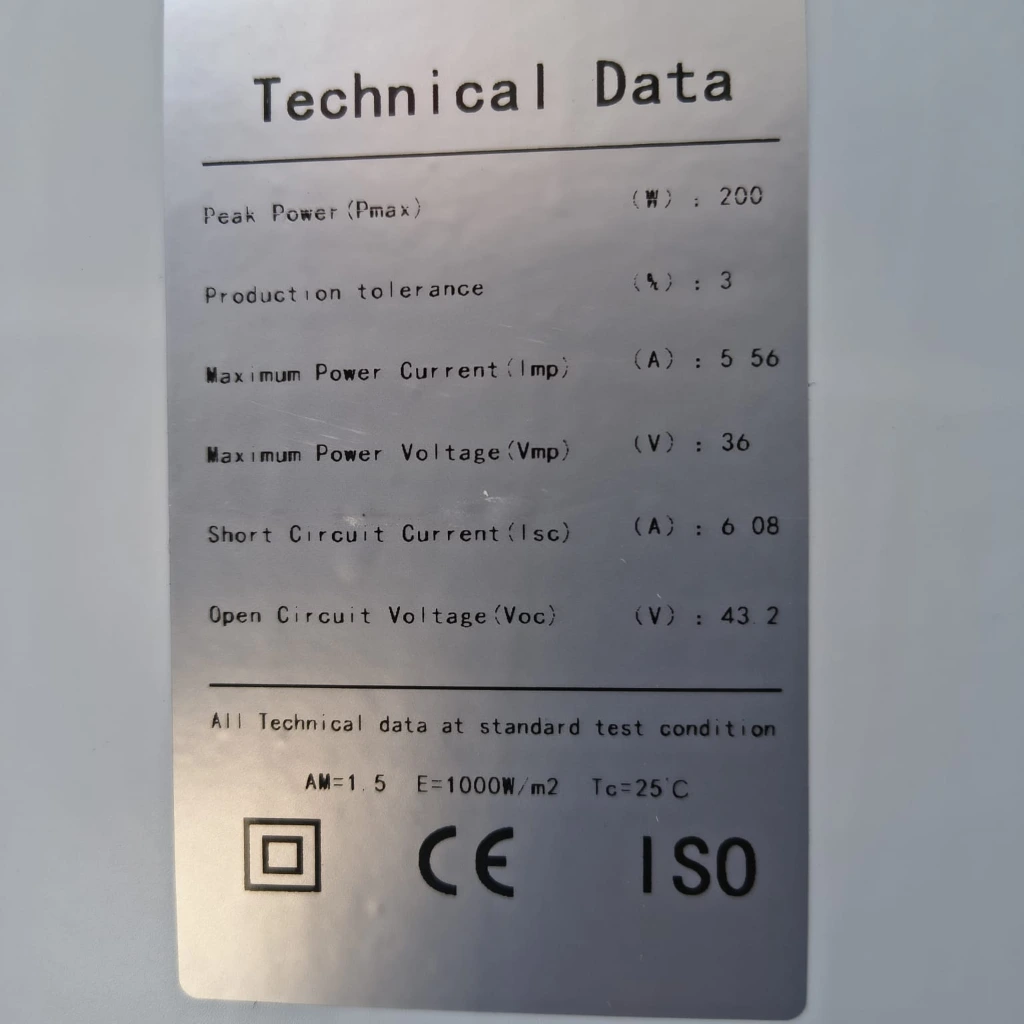 Technical Data
Peak Power(Pmax) (W) : 200
Production tolerance (%) : 3
Maximum Power Current(Imp) (A) : 5.56
Maximum Power Voltage(Vmp) (V) : 36
Short Circuit Current(Isc) (A) : 6.08
Open Circuit Voltage(Voc) (V) : 43.2
All Technical data at standard test condition
AM=1.5 E=1000W/m2 Tc=25°C
CE ISO